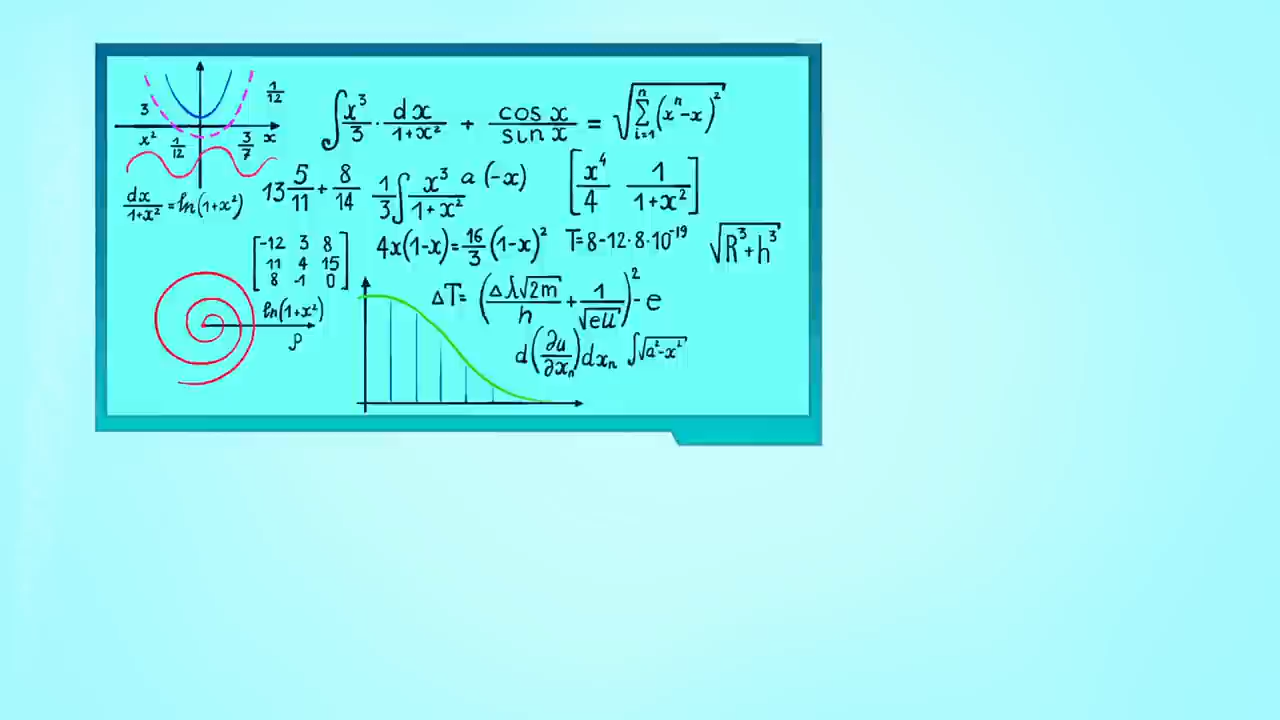 3
1/12
x² 1/12 3/7 x
∫ x³/3 · dx/1+x² + cos x/sin x = √∑ⁿᵢ₌₁(xⁿ-x)²
dx/1+x² = ln(1+x²)
13 5/11 + 8/14
1/3 ∫ x³/1+x² a (-x)
[x⁴/4 1/1+x²]
[-12 3 8
11 4 15
8 -1 0]
4x(1-x)=16/3(1-x)²
T=8-12·8·10⁻¹⁹
√R³+h³
ln(1+x²)
ρ
ΔT= (Δλ√2m/h + 1/√eU)² - e
d(∂u/∂xₙ)dxₙ ∫√a²-x²